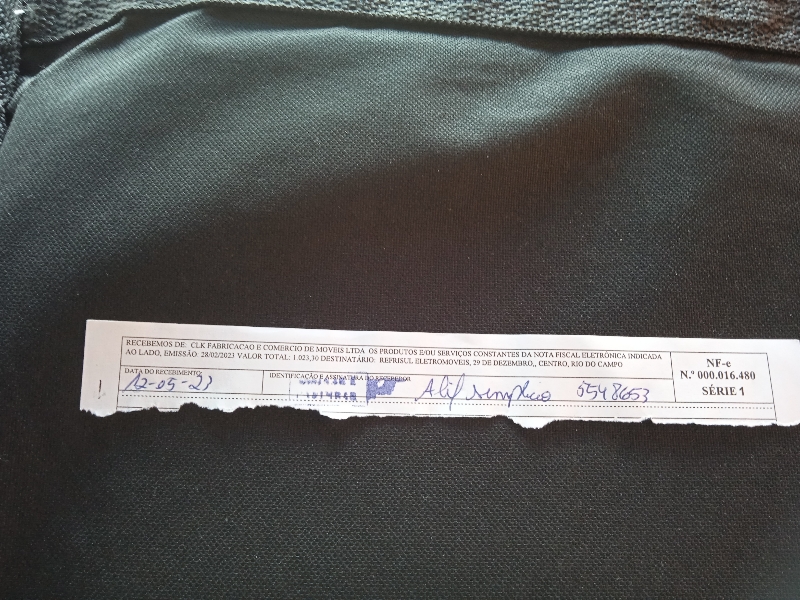 RECEBEMOS DE: CLK FABRICACAO E COMERCIO DE MOVEIS LTDA OS PRODUTOS E/OU SERVIÇOS CONSTANTES DA NOTA FISCAL ELETRÔNICA INDICADA
AO LADO, EMISSÃO: 28/02/2023 VALOR TOTAL: 1.023,30 DESTINATÁRIO: REFRISUL ELETROMOVEIS, 29 DE DEZEMBRO,, CENTRO, RIO DO CAMPO
NF-e
N.º 000.016.480
SÉRIE 1
DATA DO RECEBIMENTO
IDENTIFICAÇÃO E ASSINATURA DO RECEBEDOR
12-05-23
5548653